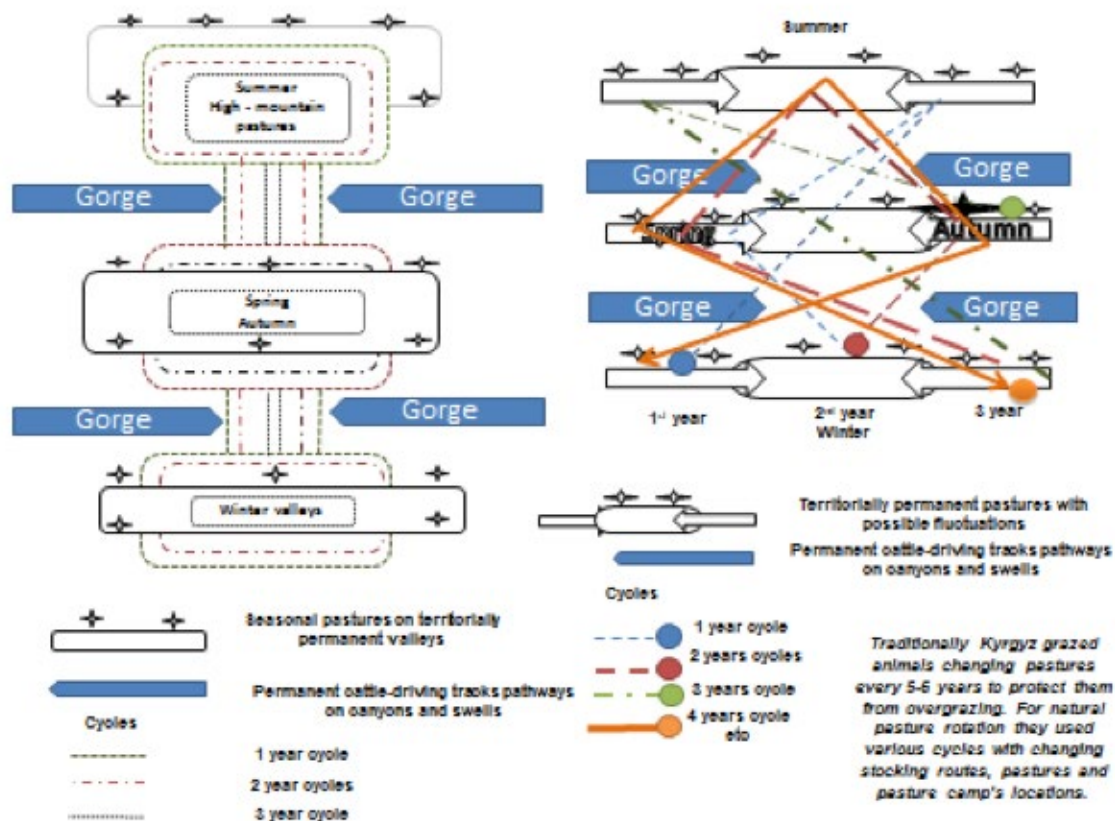 Summer
High - mountain
pastures
Gorge
Gorge
Spring
Autumn
Gorge
Gorge
Winter valleys
Seasonal pastures on territorially
permanent valleys
Permanent cattle-driving tracks pathways
on canyons and swells
Cycles
1 year cycle
2 year cycles
3 year cycle
Summer
Gorge
Gorge
Spring
Autumn
Gorge
Gorge
1st year
2nd year
3 year
Winter
Territorially permanent pastures with
possible fluctuations
Permanent cattle-driving tracks pathways
on canyons and swells
Cycles
1 year cycle
2 years cycles
3 years cycle
4 years cycle
etc
Traditionally Kyrgyz grazed
animals changing pastures
every 5-6 years to protect them
from overgrazing. For natural
pasture rotation they used
various cycles with changing
stocking routes, pastures and
pasture camp's locations.